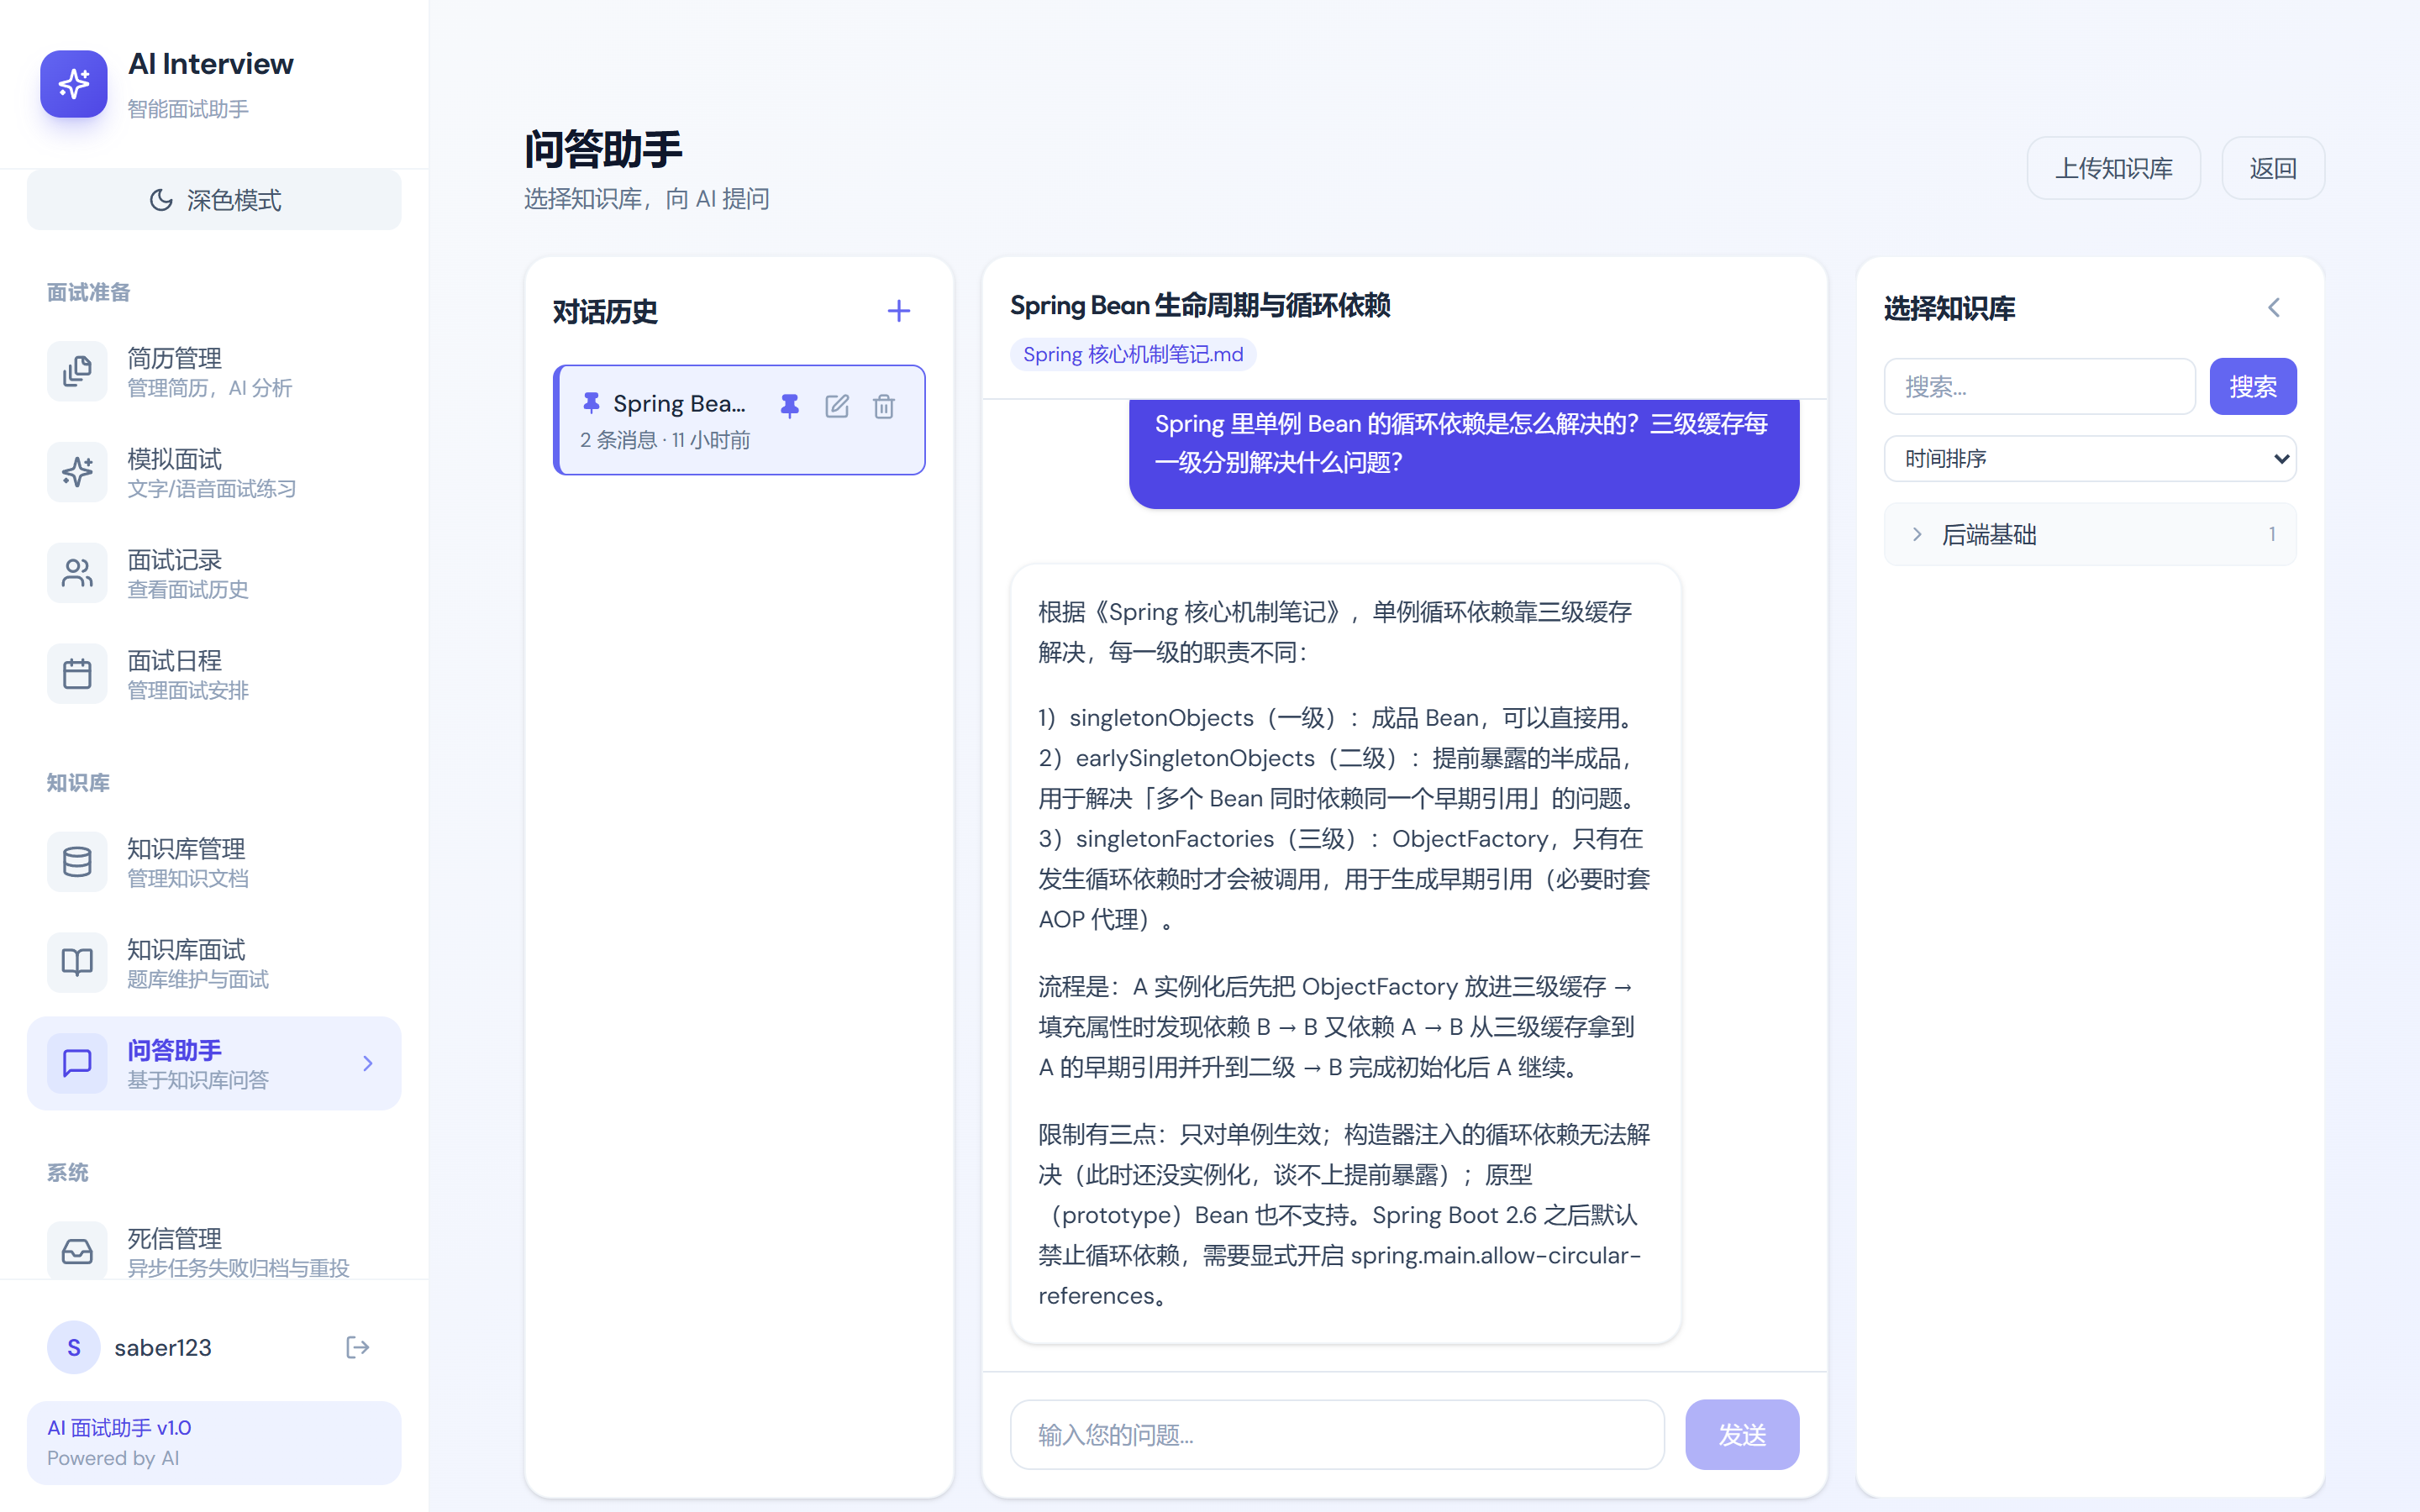 AI Interview
智能面试助手
深色模式
面试准备
简历管理
管理简历，AI 分析
模拟面试
文字/语音面试练习
面试记录
查看面试历史
面试日程
管理面试安排
知识库
知识库管理
管理知识文档
知识库面试
题库维护与面试
问答助手
基于知识库问答
系统
死信管理
异步任务失败归档与重投
S
saber123
AI 面试助手 v1.0
Powered by AI
问答助手
选择知识库，向 AI 提问
上传知识库
返回
对话历史
Spring Bea...
2 条消息 · 11 小时前
Spring Bean 生命周期与循环依赖
Spring 核心机制笔记.md
Spring 里单例 Bean 的循环依赖是怎么解决的？三级缓存每
一级分别解决什么问题？
根据《Spring 核心机制笔记》，单例循环依赖靠三级缓存
解决，每一级的职责不同：
1）singletonObjects（一级）：成品 Bean，可以直接用。
2）earlySingletonObjects（二级）：提前暴露的半成品，
用于解决「多个 Bean 同时依赖同一个早期引用」的问题。
3）singletonFactories（三级）：ObjectFactory，只有在
发生循环依赖时才会被调用，用于生成早期引用（必要时套
AOP 代理）。
流程是：A 实例化后先把 ObjectFactory 放进三级缓存 →
填充属性时发现依赖 B → B 又依赖 A → B 从三级缓存拿到
A 的早期引用并升到二级 → B 完成初始化后 A 继续。
限制有三点：只对单例生效；构造器注入的循环依赖无法解
决（此时还没实例化，谈不上提前暴露）；原型
（prototype）Bean 也不支持。Spring Boot 2.6 之后默认
禁止循环依赖，需要显式开启 spring.main.allow-circular-
references。
输入您的问题...
发送
选择知识库
搜索...
搜索
时间排序
后端基础
1